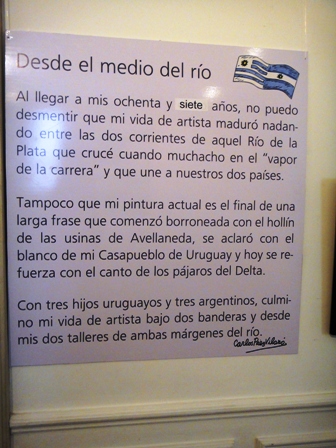 Desde el medio del río
Al llegar a mis ochenta y siete años, no puedo
desmentir que mi vida de artista maduró nadan-
do entre las dos corrientes de aquel Río de la
Plata que crucé cuando muchacho en el "vapor
de la carrera" y que une a nuestros dos países.
Tampoco que mi pintura actual es el final de una
larga frase que comenzó borroneada con el hollín
de las usinas de Avellaneda, se aclaró con el
blanco de mi Casapueblo de Uruguay y hoy se re-
fuerza con el canto de los pájaros del Delta.
Con tres hijos uruguayos y tres argentinos, culmi-
no mi vida de artista bajo dos banderas y desde
mis dos talleres de ambas márgenes del río.
Carlos Páez Vilaró